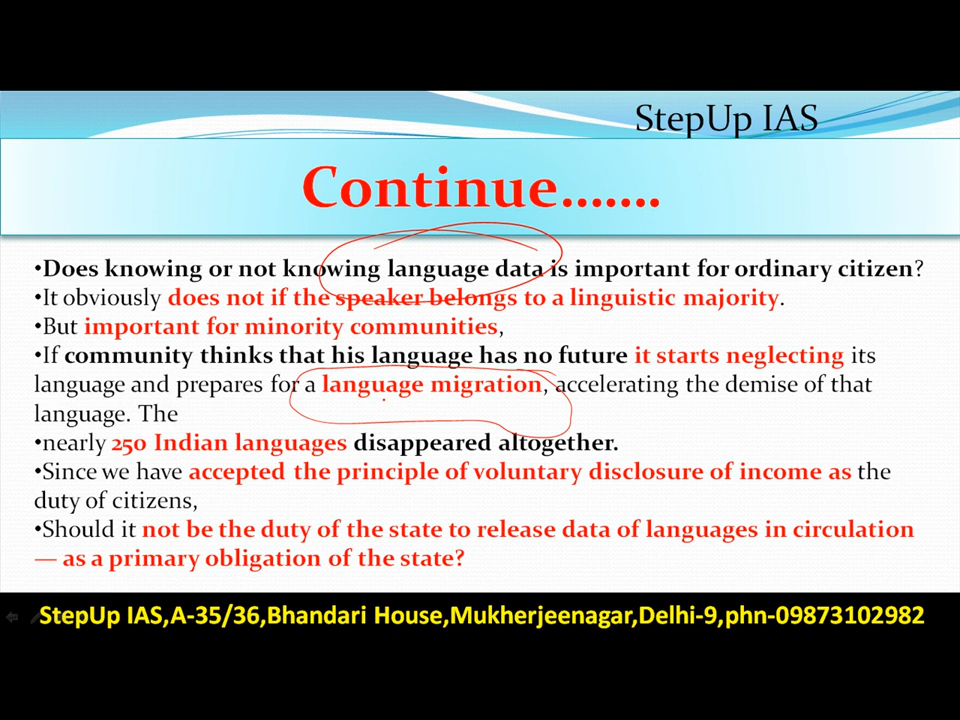 StepUp IAS
Continue.......
•Does knowing or not knowing language data is important for ordinary citizen?
•It obviously does not if the speaker belongs to a linguistic majority.
•But important for minority communities,
•If community thinks that his language has no future it starts neglecting its
language and prepares for a language migration, accelerating the demise of that
language. The
•nearly 250 Indian languages disappeared altogether.
•Since we have accepted the principle of voluntary disclosure of income as the
duty of citizens,
•Should it not be the duty of the state to release data of languages in circulation
— as a primary obligation of the state?
StepUp IAS,A-35/36,Bhandari House,Mukherjeenagar,Delhi-9,phn-09873102982